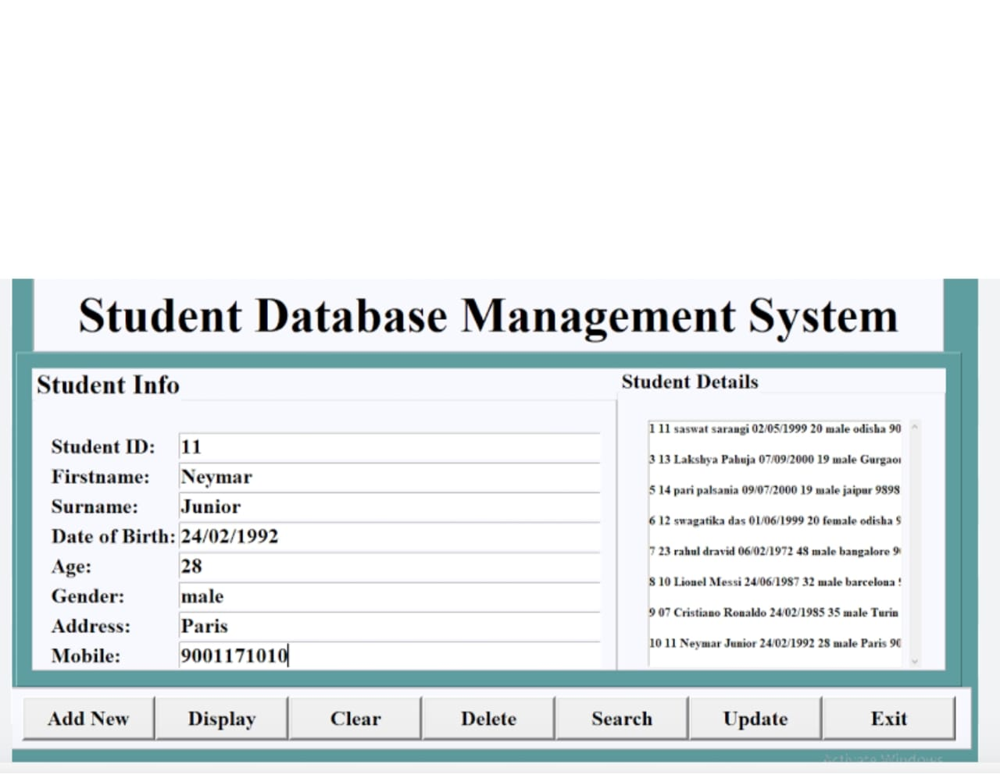 Student Database Management System
Student Info
Student ID: 11
Firstname: Neymar
Surname: Junior
Date of Birth: 24/02/1992
Age: 28
Gender: male
Address: Paris
Mobile: 9001171010
Student Details
1 11 saswat sarangi 02/05/1999 20 male odisha 90
3 13 Lakshya Pahuja 07/09/2000 19 male
5 14 pari palsania 09/07/2000 19 male jaipur 9898
6 12 swagatika das 01/06/1999 20 female odisha 9
7 23 rahul dravid 06/02/1972 48 male bangalore 9
8 10 Lionel Messi 24/06/1987 32 male barcelona
9 07 Cristiano Ronaldo 24/02/1985 35 male Turin
10 11 Neymar Junior 24/02/1992 28 male Paris 90
Add New Display Clear Delete Search Update Exit
Activate Windows